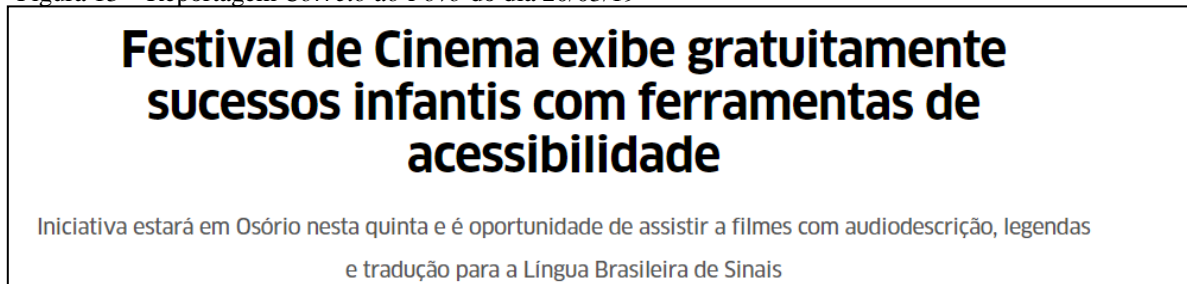 Festival de Cinema exibe gratuitamente
sucessos infantis com ferramentas de
acessibilidade
Iniciativa estará em Osório nesta quinta e é oportunidade de assistir a filmes com audiodescrição, legendas
e tradução para a Língua Brasileira de Sinais